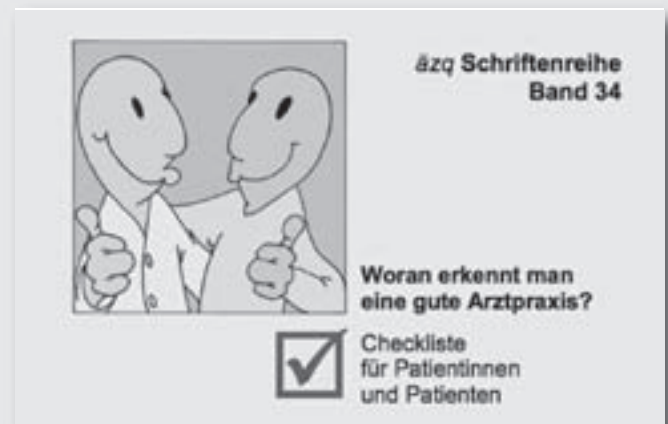 äzq Schriftenreihe
Band 34
Woran erkennt man
eine gute Arztpraxis?
Checkliste
für Patientinnen
und Patienten